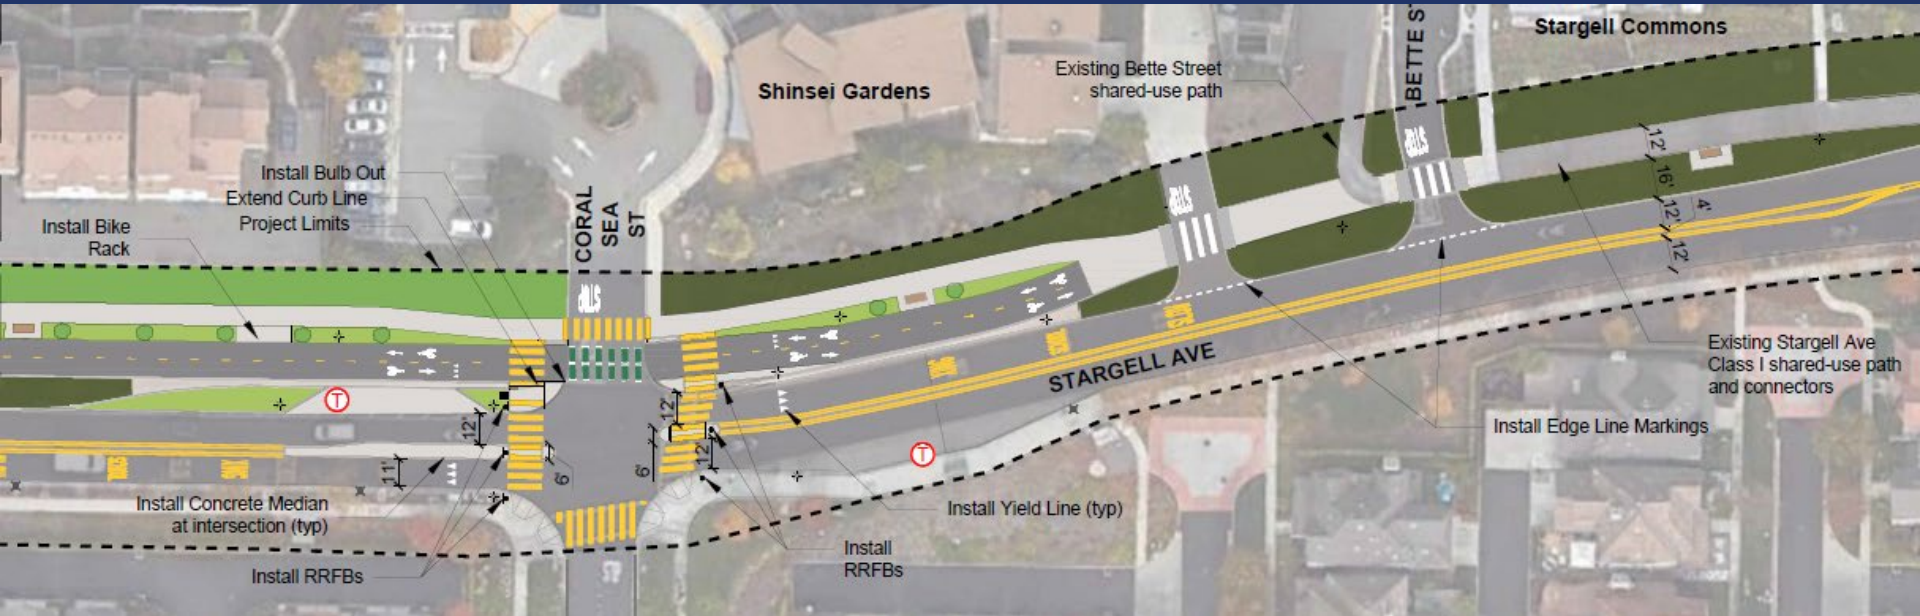 Stargell Commons
Existing Bette Street
shared-use path
BETTE S
Shinsei Gardens
STOP
12'
16'
12'
4'
12'
Install Bulb Out
Extend Curb Line
Project Limits
CORAL
SEA
ST
Install Bike
Rack
STOP
STOP
STARGELL AVE
Existing Stargell Ave
Class I shared-use path
and connectors
T
12'
11'
6'
12'
12'
6'
T
Install Edge Line Markings
Install Concrete Median
at intersection (typ)
Install Yield Line (typ)
Install RRFBs
Install
RRFBs